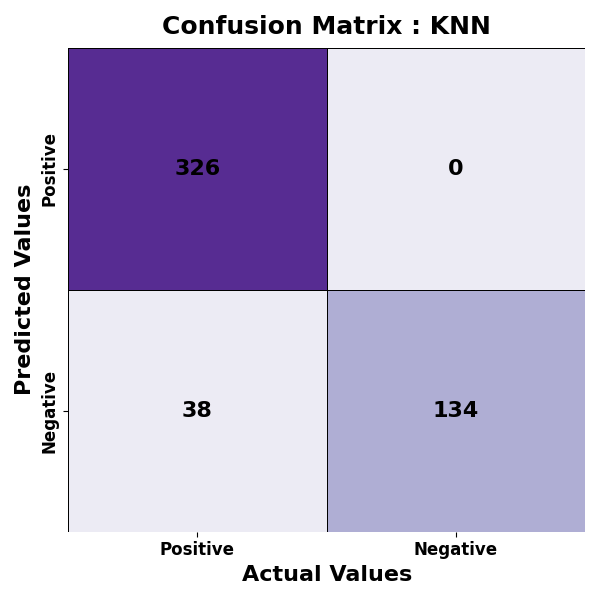 Confusion Matrix : KNN
Predicted Values
Positive
326
0
Negative
38
134
Positive
Negative
Actual Values